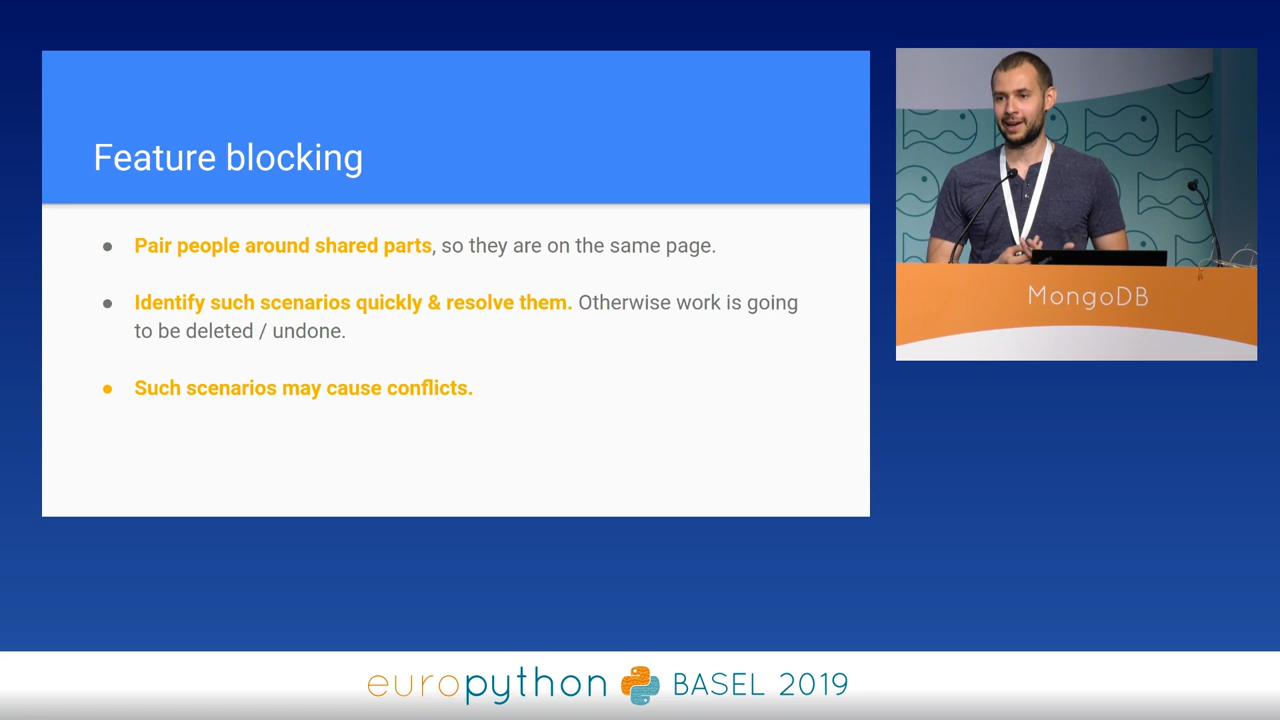 Feature blocking
● Pair people around shared parts, so they are on the same page.
● Identify such scenarios quickly & resolve them. Otherwise work is going
to be deleted / undone.
● Such scenarios may cause conflicts.
MongoDB
europython BASEL 2019